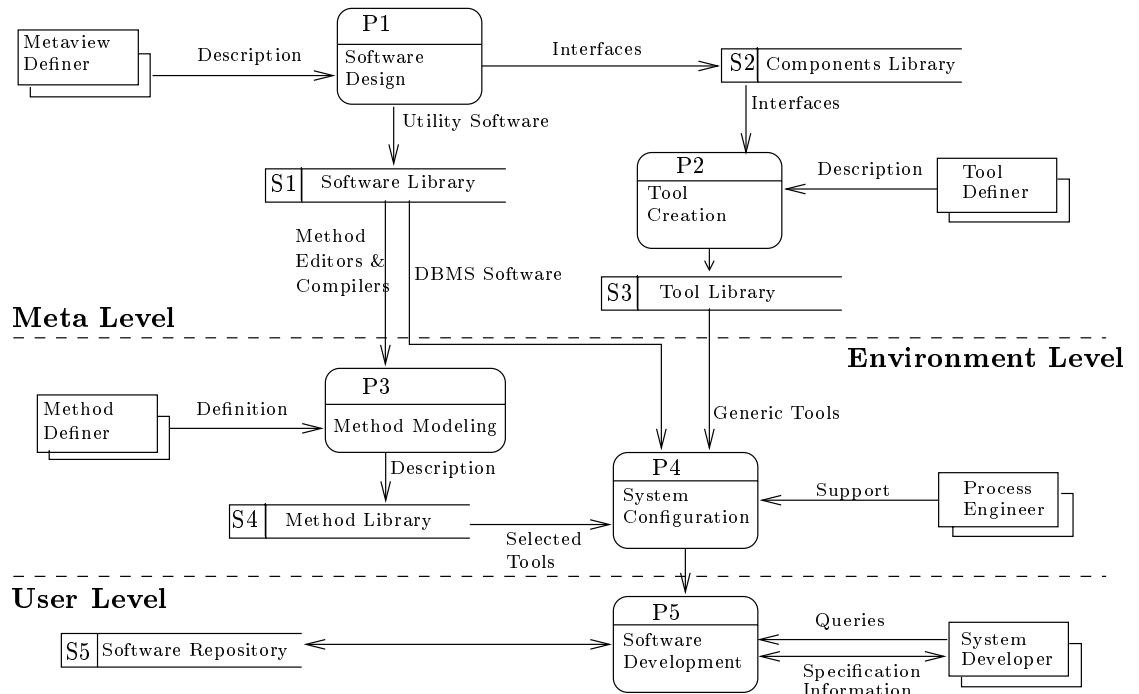 P1
Metaview
Definer
Description
Software
Design
Interfaces
S2 Components Library
Utility Software
Interfaces
S1 Software Library
P2
Tool
Creation
Description
Tool
Definer
Method
Editors &
Compilers
DBMS Software
S3 Tool Library
Meta Level
Environment Level
P3
Method Modeling
Method
Definer
Definition
Generic Tools
Description
P4
System
Configuration
Support
Process
Engineer
S4 Method Library
Selected
Tools
User Level
P5
Software
Development
S5 Software Repository
Queries
System
Developer
Specification
Information